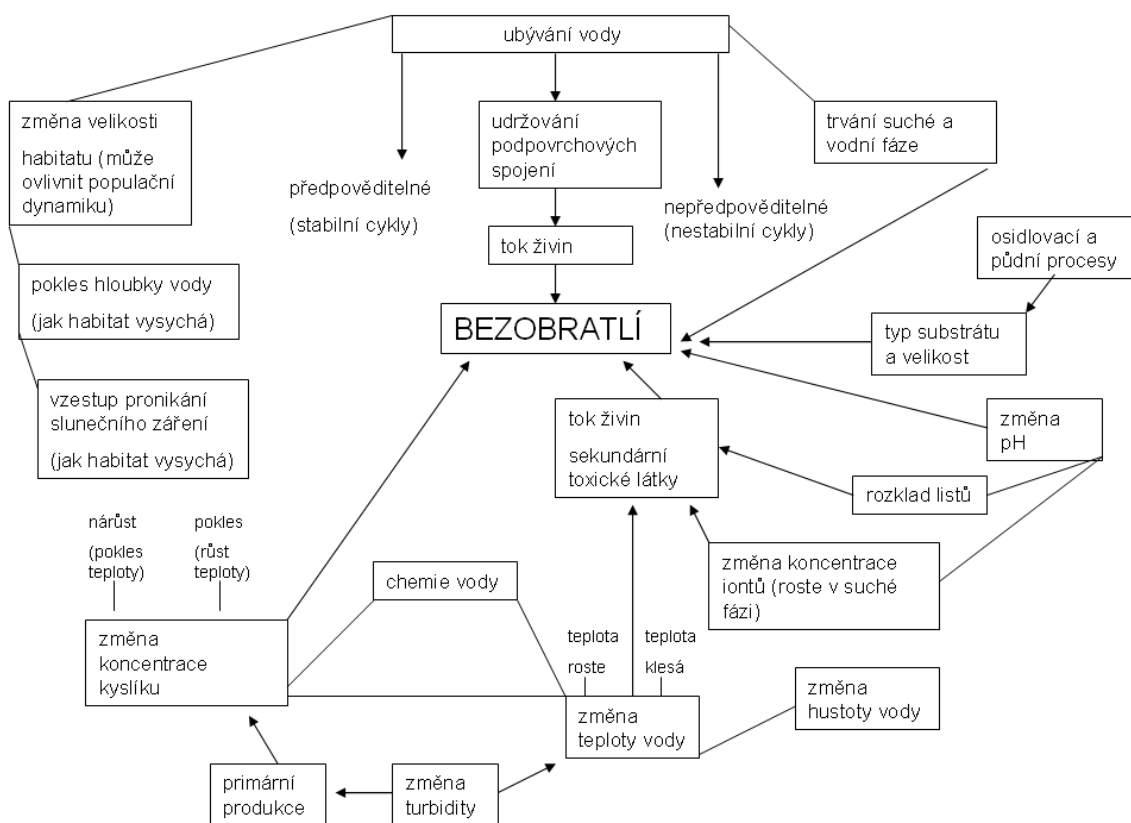 ubývání vody
změna velikosti
habitatu (může
ovlivnit populační
dynamiku)
udržování
podpovrchových
spojení
trvání suché a
vodní fáze
předpověditelné
(stabilní cykly)
nepředpověditelné
(nestabilní cykly)
tok živin
osidlovací a
půdní procesy
pokles hloubky vody
(jak habitat vysychá)
BEZOBRATLÍ
typ substrátu
a velikost
vzestup pronikání
slunečního záření
(jak habitat vysychá)
tok živin
sekundární
toxické látky
změna
pH
rozklad listů
nárůst
(pokles
teploty)
pokles
(růst
teploty)
chemie vody
změna koncentrace
iontů (roste v suché
fázi)
změna
koncentrace
kyslíku
teplota
roste
teplota
klesá
změna
teploty vody
změna
hustoty vody
primární
produkce
změna
turbidity